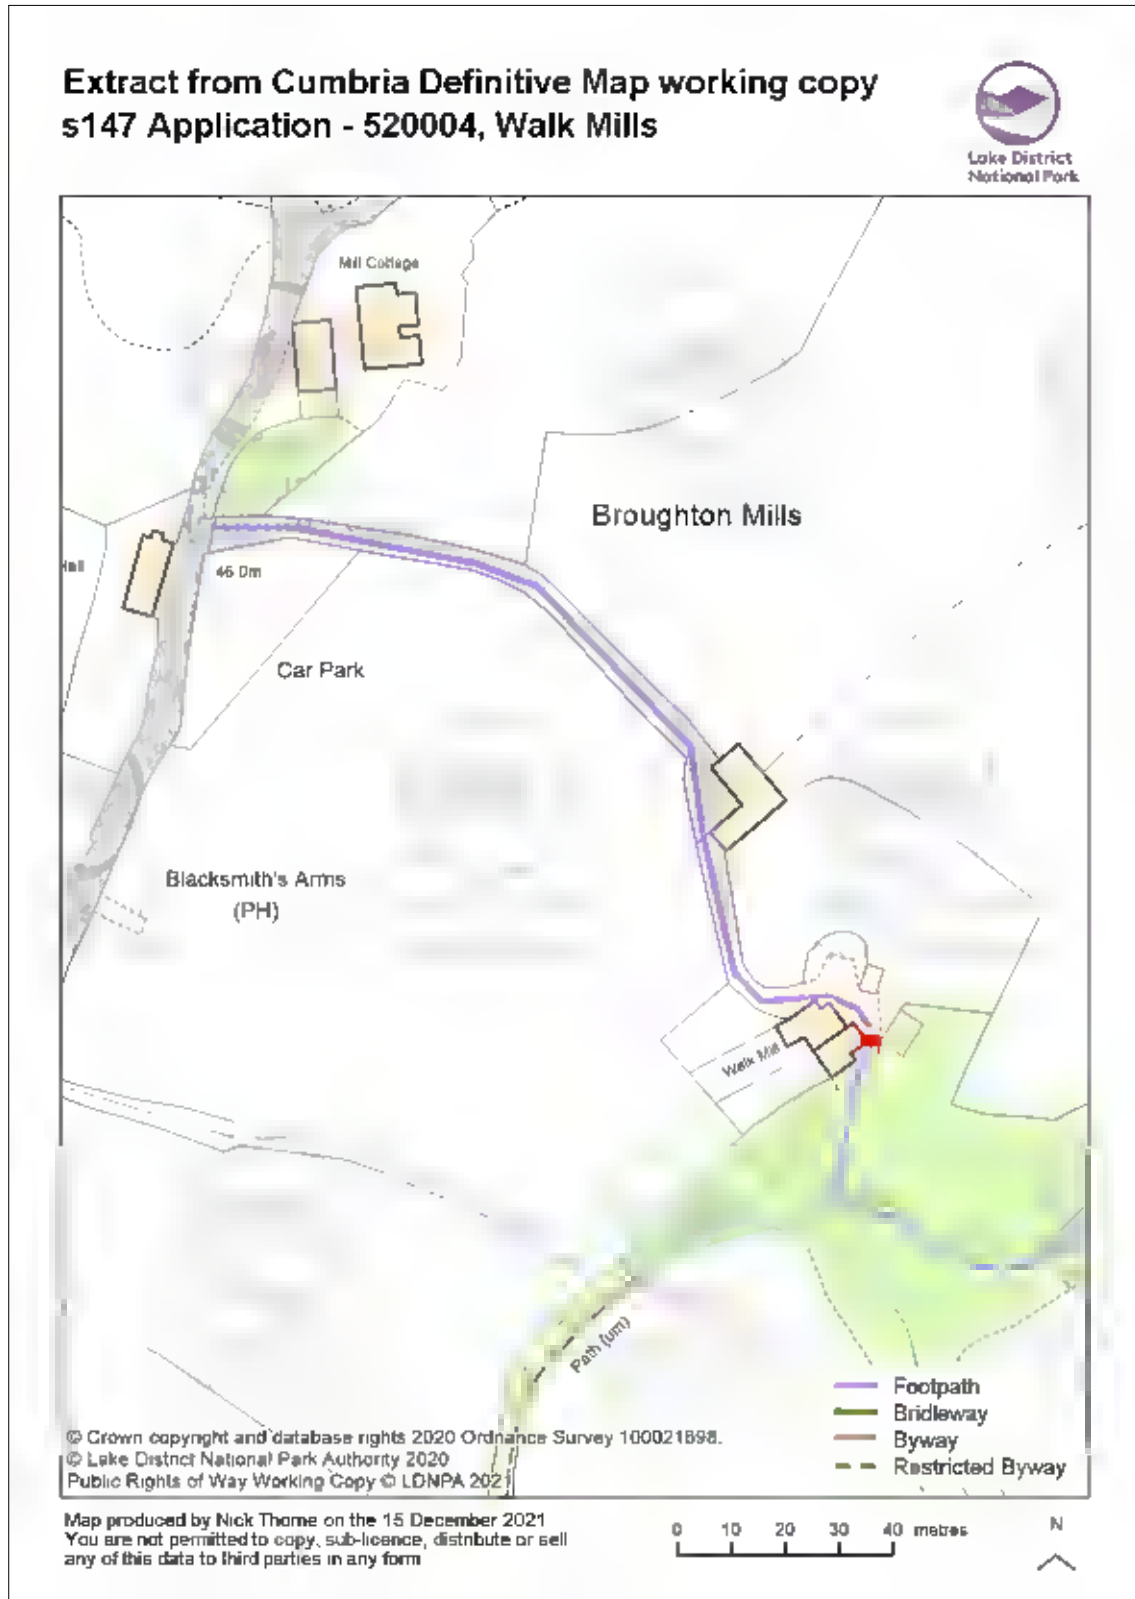 Extract from Cumbria Definitive Map working copy
s147 Application - 520004, Walk Mills
Lake District
National Park
Mill Cottage
Broughton Mills
Hall
46 0m
Car Park
Blacksmith's Arms
(PH)
Walk Mill
Path (um)
Footpath
Bridleway
Byway
Restricted Byway
© Crown copyright and database rights 2020 Ordnance Survey 100021698.
© Lake District National Park Authority 2020
Public Rights of Way Working Copy © LDNPA 2021
Map produced by Nick Thorne on the 15 December 2021
You are not permitted to copy, sub-licence, distribute or sell
any of this data to third parties in any form
0 10 20 30 40 metres
N